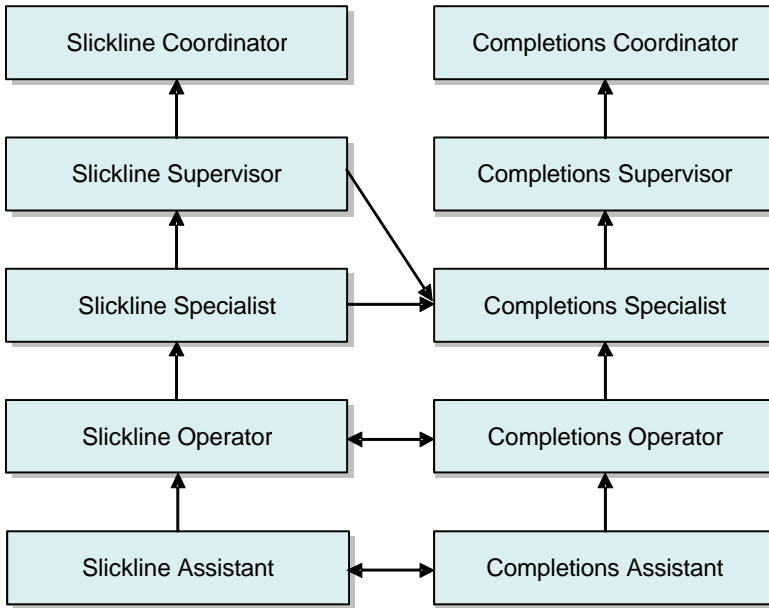 Slickline Coordinator
Completions Coordinator
Slickline Supervisor
Completions Supervisor
Slickline Specialist
Completions Specialist
Slickline Operator
Completions Operator
Slickline Assistant
Completions Assistant